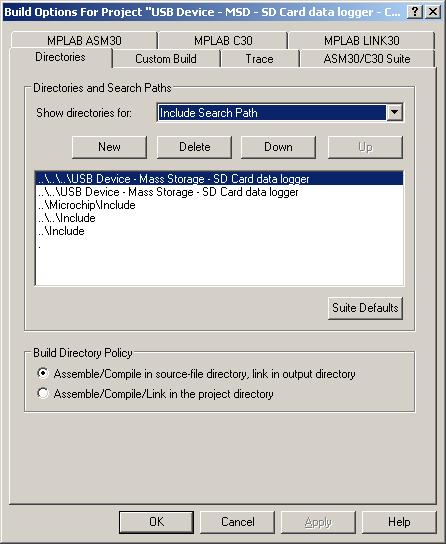 Build Options For Project "USB Device - MSD - SD Card data logger - C...
MPLAB ASM30 MPLAB C30 MPLAB LINK30
Directories Custom Build Trace ASM30/C30 Suite
Directories and Search Paths
Show directories for: Include Search Path
New Delete Down Up
..\..\..\USB Device - Mass Storage - SD Card data logger
..\..\USB Device - Mass Storage - SD Card data logger
..\Microchip\Include
..\..\Include
..\Include
.
Suite Defaults
Build Directory Policy
Assemble/Compile in source-file directory, link in output directory
Assemble/Compile/Link in the project directory
OK Cancel Apply Help